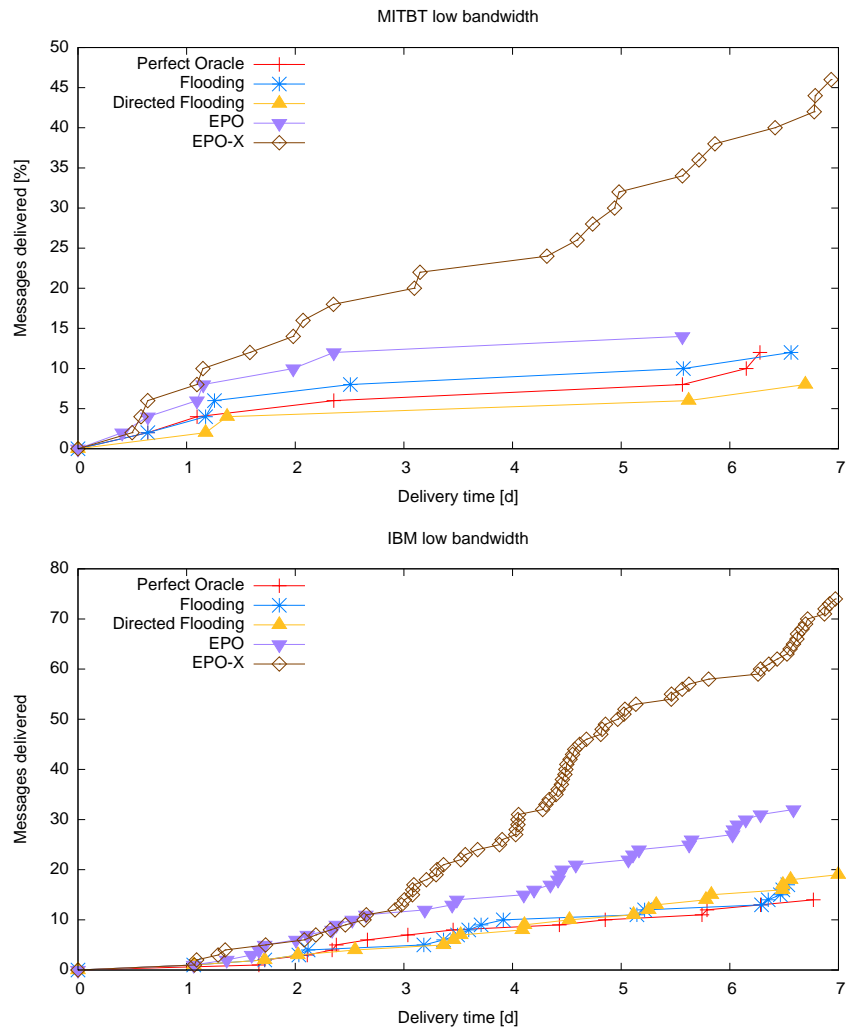 MITBT low bandwidth
Messages delivered [%]
50
45
40
35
30
25
20
15
10
5
0
Perfect Oracle
Flooding
Directed Flooding
EPO
EPO-X
0 1 2 3 4 5 6 7
Delivery time [d]
IBM low bandwidth
Messages delivered
80
70
60
50
40
30
20
10
0
Perfect Oracle
Flooding
Directed Flooding
EPO
EPO-X
0 1 2 3 4 5 6 7
Delivery time [d]